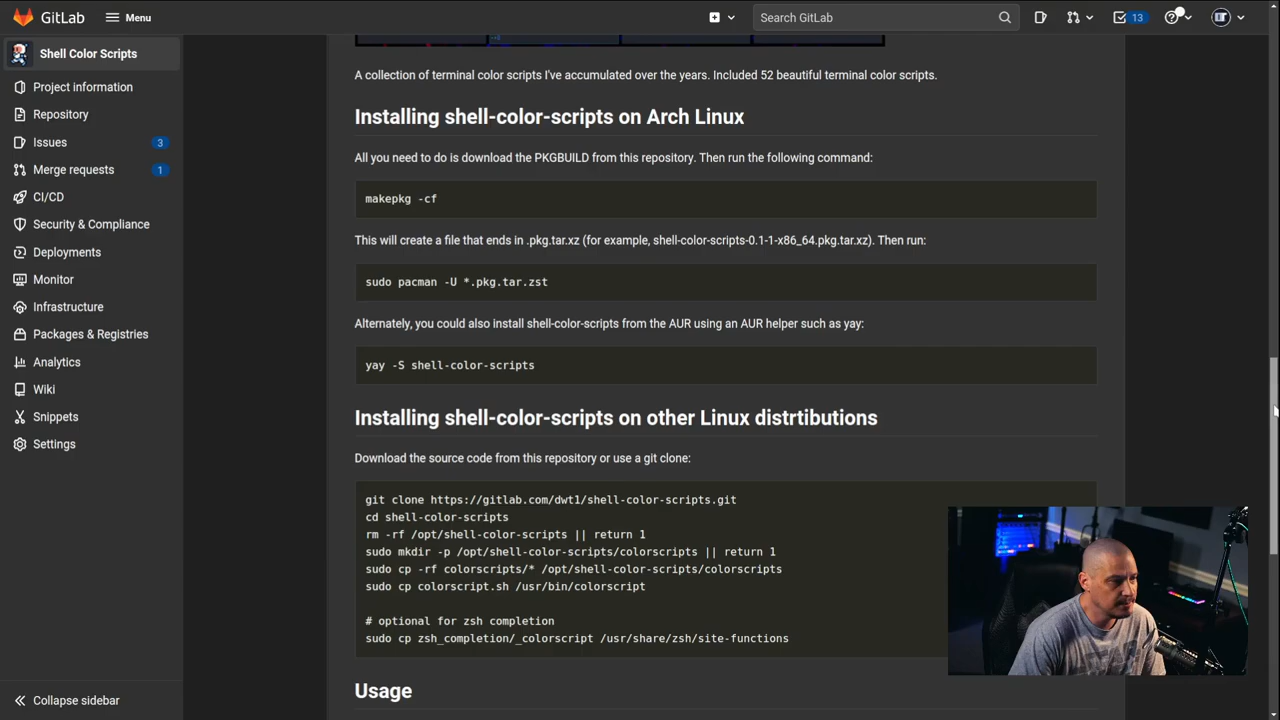 GitLab
Menu
Search GitLab
13
Shell Color Scripts
Project information
Repository
Issues
3
Merge requests
1
CI/CD
Security & Compliance
Deployments
Monitor
Infrastructure
Packages & Registries
Analytics
Wiki
Snippets
Settings
Collapse sidebar
A collection of terminal color scripts I've accumulated over the years. Included 52 beautiful terminal color scripts.
Installing shell-color-scripts on Arch Linux
All you need to do is download the PKGBUILD from this repository. Then run the following command:
makepkg -cf
This will create a file that ends in .pkg.tar.xz (for example, shell-color-scripts-0.1-1-x86_64.pkg.tar.xz). Then run:
sudo pacman -U *.pkg.tar.zst
Alternately, you could also install shell-color-scripts from the AUR using an AUR helper such as yay:
yay -S shell-color-scripts
Installing shell-color-scripts on other Linux distrtibutions
Download the source code from this repository or use a git clone:
git clone https://gitlab.com/dwt1/shell-color-scripts.git
cd shell-color-scripts
rm -rf /opt/shell-color-scripts || return 1
sudo mkdir -p /opt/shell-color-scripts/colorscripts || return 1
sudo cp -rf colorscripts/* /opt/shell-color-scripts/colorscripts
sudo cp colorscript.sh /usr/bin/colorscript
# optional for zsh completion
sudo cp zsh_completion/_colorscript /usr/share/zsh/site-functions
Usage